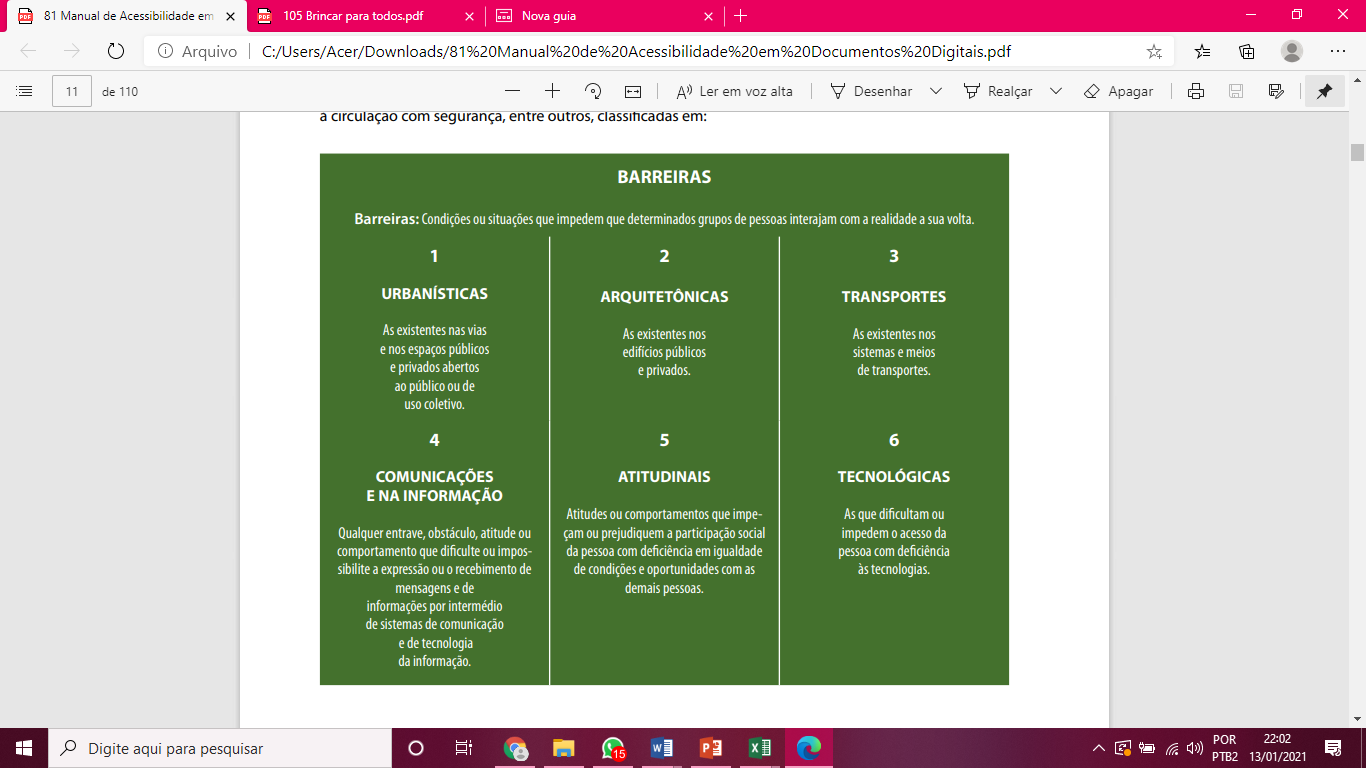 81 Manual de Acessibilidade em
105 Brincar para todos.pdf
Nova guia
Arquivo
C:/Users/Acer/Downloads/81%20Manual%20de%20Acessibilidade%20em%20Documentos%20Digitais.pdf
11
de 110
Ler em voz alta
Desenhar
Realçar
Apagar
a circulação com segurança, entre outros, classificadas em:
BARREIRAS
Barreiras: Condições ou situações que impedem que determinados grupos de pessoas interajam com a realidade a sua volta.
1
URBANÍSTICAS
As existentes nas vias
e nos espaços públicos
e privados abertos
ao público ou de
uso coletivo.
2
ARQUITETÔNICAS
As existentes nos
edifícios públicos
e privados.
3
TRANSPORTES
As existentes nos
sistemas e meios
de transportes.
4
COMUNICAÇÕES
E NA INFORMAÇÃO
Qualquer entrave, obstáculo, atitude ou
comportamento que dificulte ou impos-
sibilite a expressão ou o recebimento de
mensagens e de
informações por intermédio
de sistemas de comunicação
e de tecnologia
da informação.
5
ATITUDINAIS
Atitudes ou comportamentos que impe-
çam ou prejudiquem a participação social
da pessoa com deficiência em igualdade
de condições e oportunidades com as
demais pessoas.
6
TECNOLÓGICAS
As que dificultam ou
impedem o acesso da
pessoa com deficiência
às tecnologias.
Digite aqui para pesquisar
15
POR
PTB2
22:02
13/01/2021